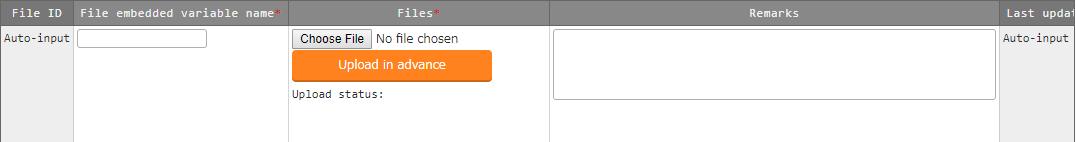 File ID File embedded variable name* Files* Remarks Last updat
Auto-input Choose File No file chosen Auto-input
Upload in advance
Upload status: